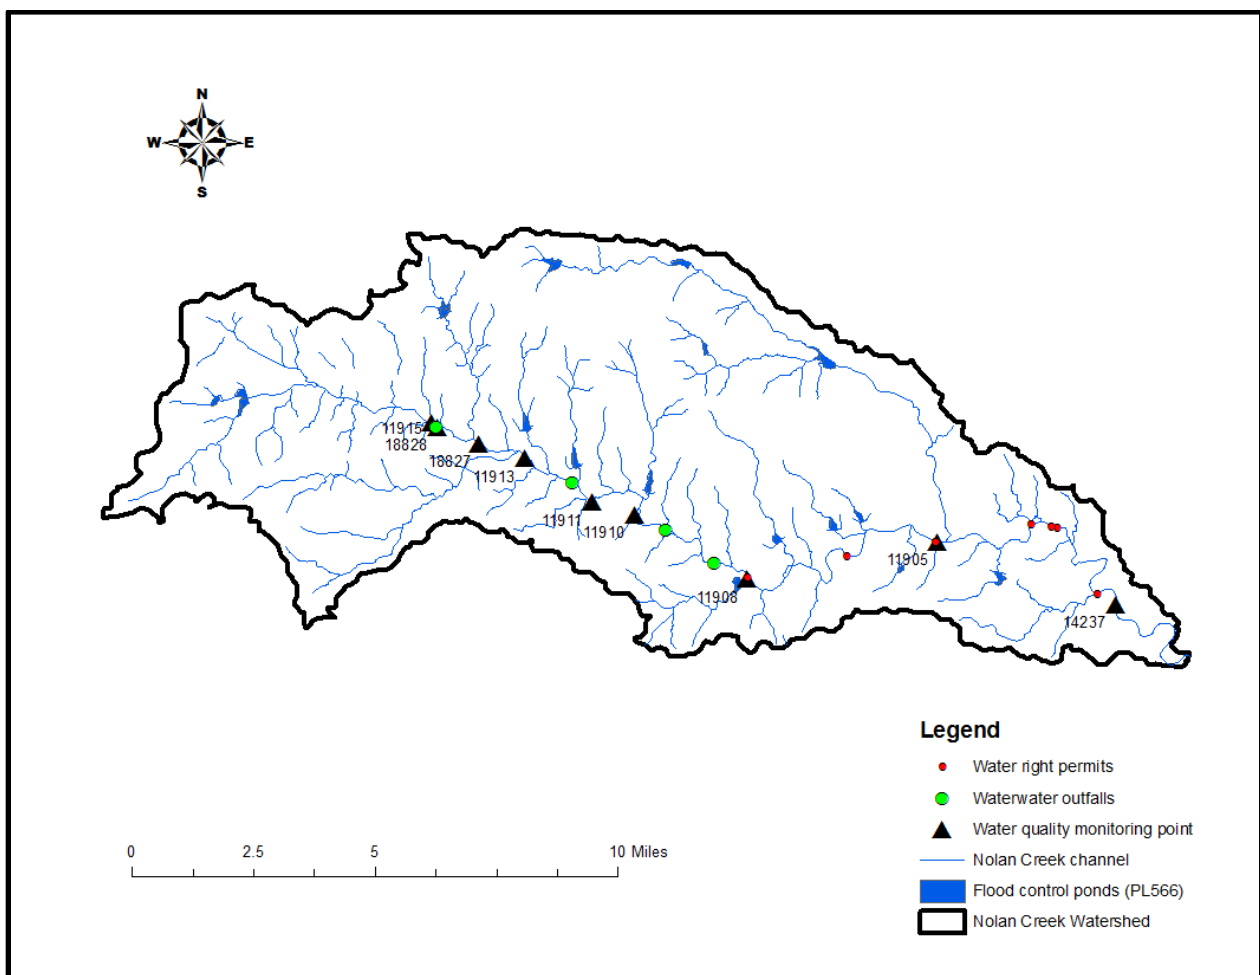 N
W E
S
11915
18828
18827
11913
11911
11910
11905
11908
14237
Legend
Water right permits
Waterwater outfalls
Water quality monitoring point
Nolan Creek channel
Flood control ponds (PL566)
Nolan Creek Watershed
0 2.5 5 10 Miles